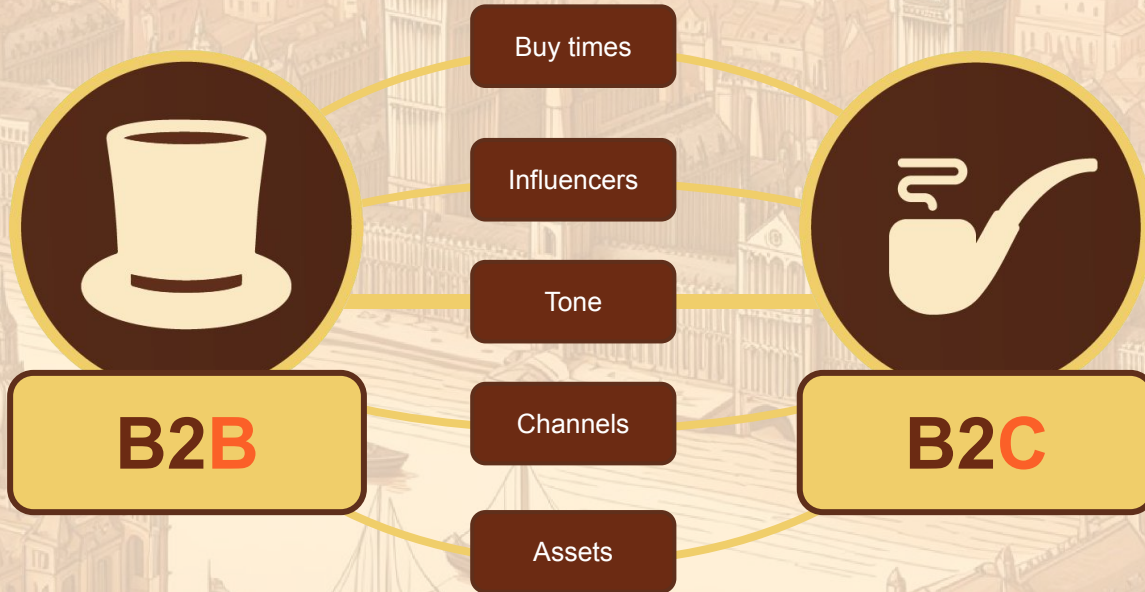 Buy times
Influencers
Tone
Channels
Assets
B2B
B2C